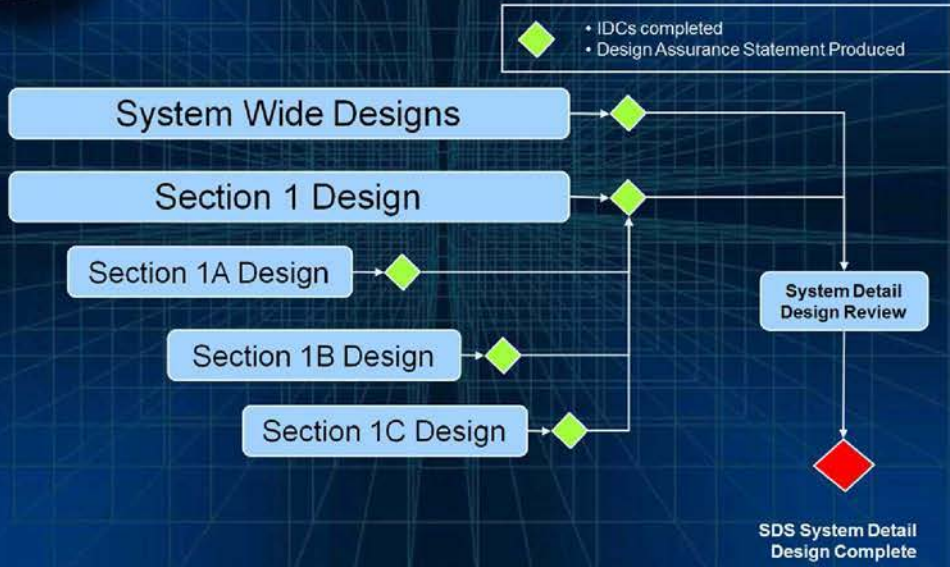 • IDCs completed
• Design Assurance Statement Produced
System Wide Designs
Section 1 Design
Section 1A Design
Section 1B Design
Section 1C Design
System Detail
Design Review
SDS System Detail
Design Complete